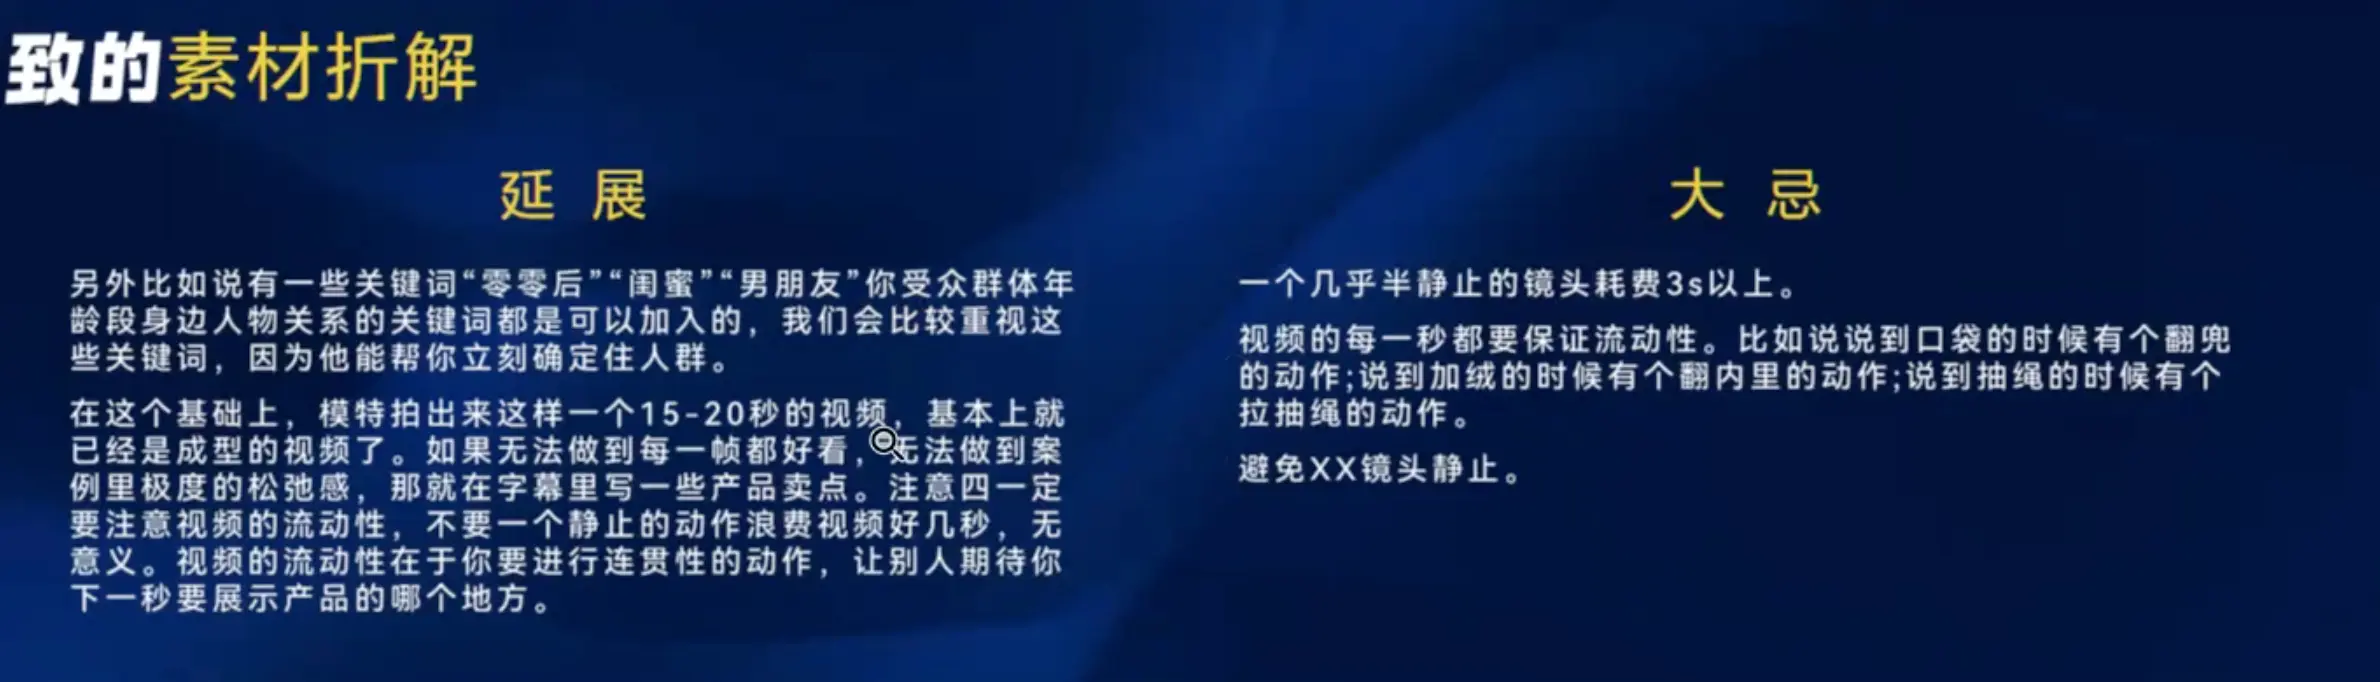 致的素材折解
延 展
另外比如说有一些关键词“零零后”“闺蜜”“男朋友”你受众群体年
龄段身边人物关系的关键词都是可以加入的，我们会比较重视这
些关键词，因为他能帮你立刻确定住人群。
在这个基础上，模特拍出来这样一个15-20秒的视频，基本上就
已经是成型的视频了。如果无法做到每一帧都好看，无法做到案
例里极度的松弛感，那就在字幕里写一些产品卖点。注意四一定
要注意视频的流动性，不要一个静止的动作浪费视频好几秒，无
意义。视频的流动性在于你要进行连贯性的动作，让别人期待你
下一秒要展示产品的哪个地方。
大 忌
一个几乎半静止的镜头耗费3s以上。
视频的每一秒都要保证流动性。比如说说到口袋的时候有个翻兜
的动作;说到加绒的时候有个翻内里的动作;说到抽绳的时候有个
拉抽绳的动作。
避免XX镜头静止。